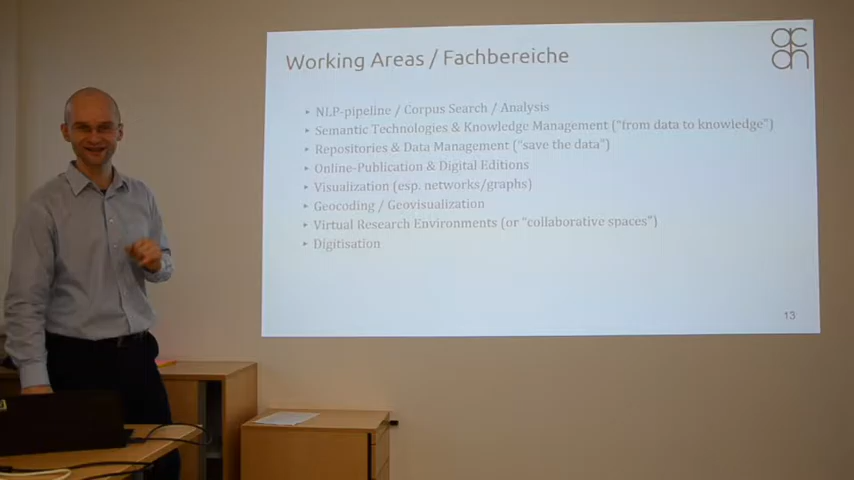 Working Areas / Fachbereiche
acdh
NLP-pipeline / Corpus Search / Analysis
Semantic Technologies & Knowledge Management ("from data to knowledge")
Repositories & Data Management ("save the data")
Online-Publication & Digital Editions
Visualization (esp. networks/graphs)
Geocoding / Geovisualization
Virtual Research Environments (or "collaborative spaces")
Digitisation
13